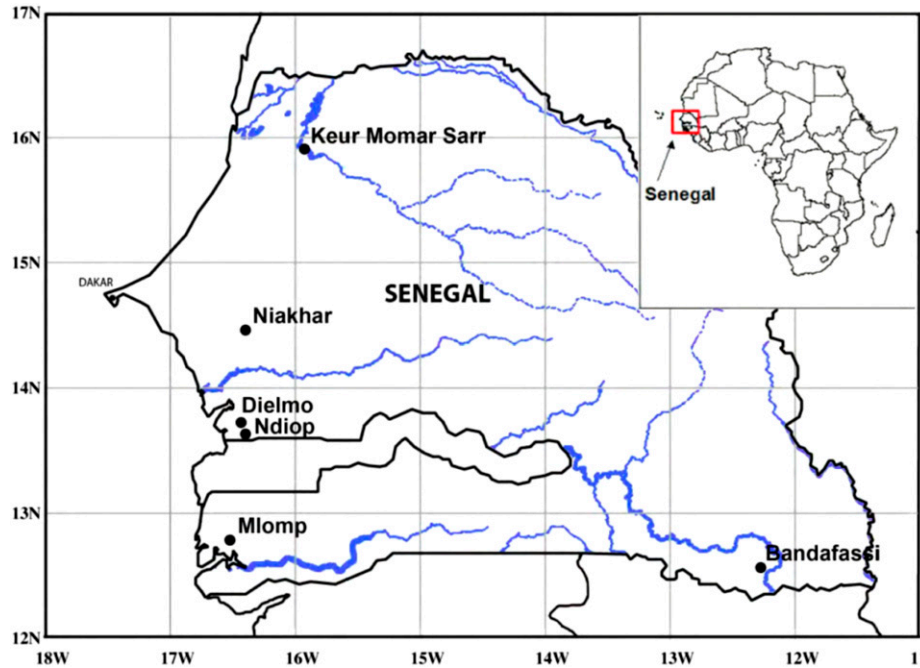 17N
16N
Keur Momar Sarr
Senegal
15N
DAKAR
SENEGAL
Niakhar
14N
Dielmo
Ndiop
13N
Mlomp
Bandafassi
12N
18W
17W
16W
15W
14W
13W
12W
1